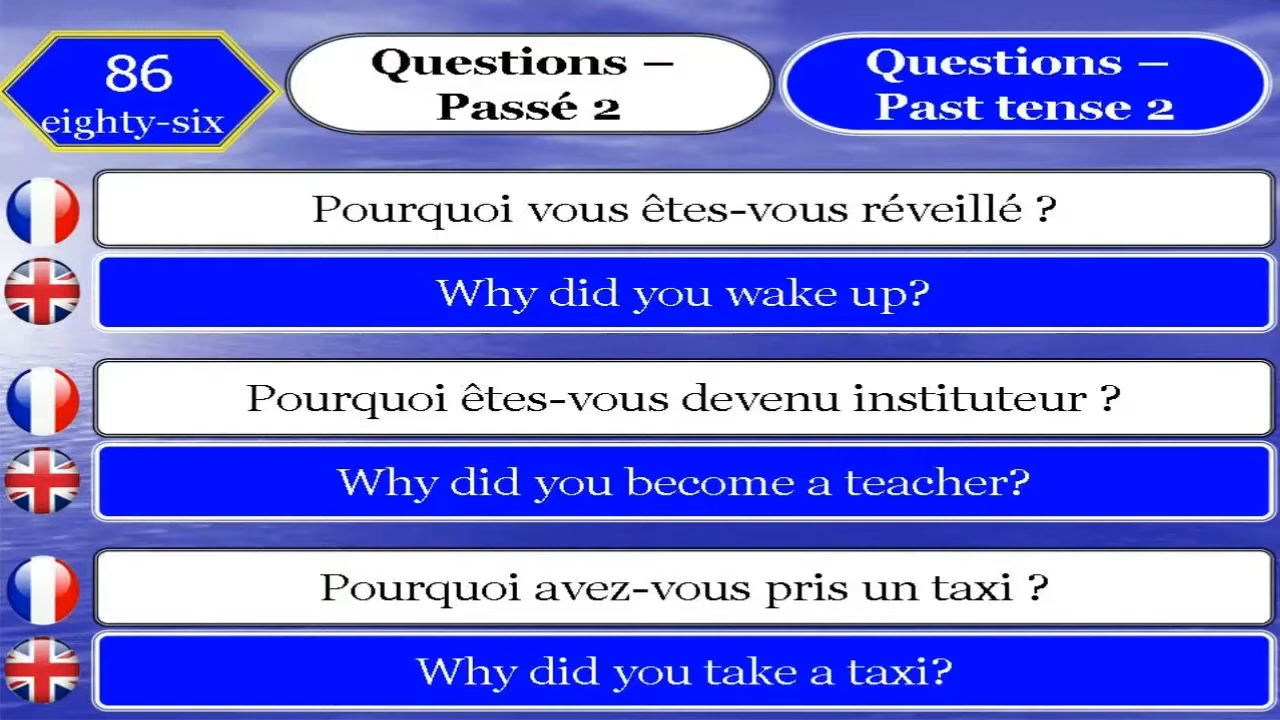 86
eighty-six
Questions –
Passé 2
Questions –
Past tense 2
Pourquoi vous êtes-vous réveillé ?
Why did you wake up?
Pourquoi êtes-vous devenu instituteur ?
Why did you become a teacher?
Pourquoi avez-vous pris un taxi ?
Why did you take a taxi?